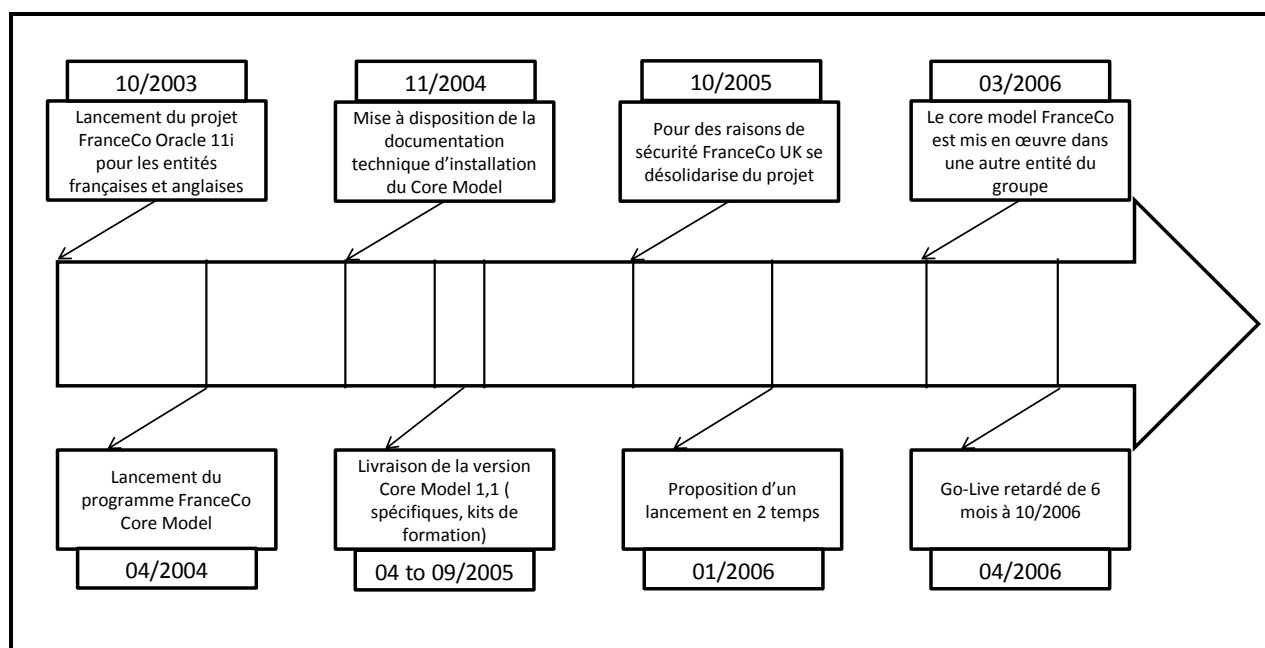 10/2003
Lancement du projet
FranceCo Oracle 11i
pour les entités
françaises et anglaises
11/2004
Mise à disposition de la
documentation
technique d’installation
du Core Model
10/2005
Pour des raisons de
sécurité FranceCo UK se
désolidarise du projet
03/2006
Le core model FranceCo
est mis en œuvre dans
une autre entité du
groupe
Lancement du
programme FranceCo
Core Model
04/2004
Livraison de la version
Core Model 1,1 (
spécifiques, kits de
formation)
04 to 09/2005
Proposition d’un
lancement en 2 temps
01/2006
Go-Live retardé de 6
mois à 10/2006
04/2006